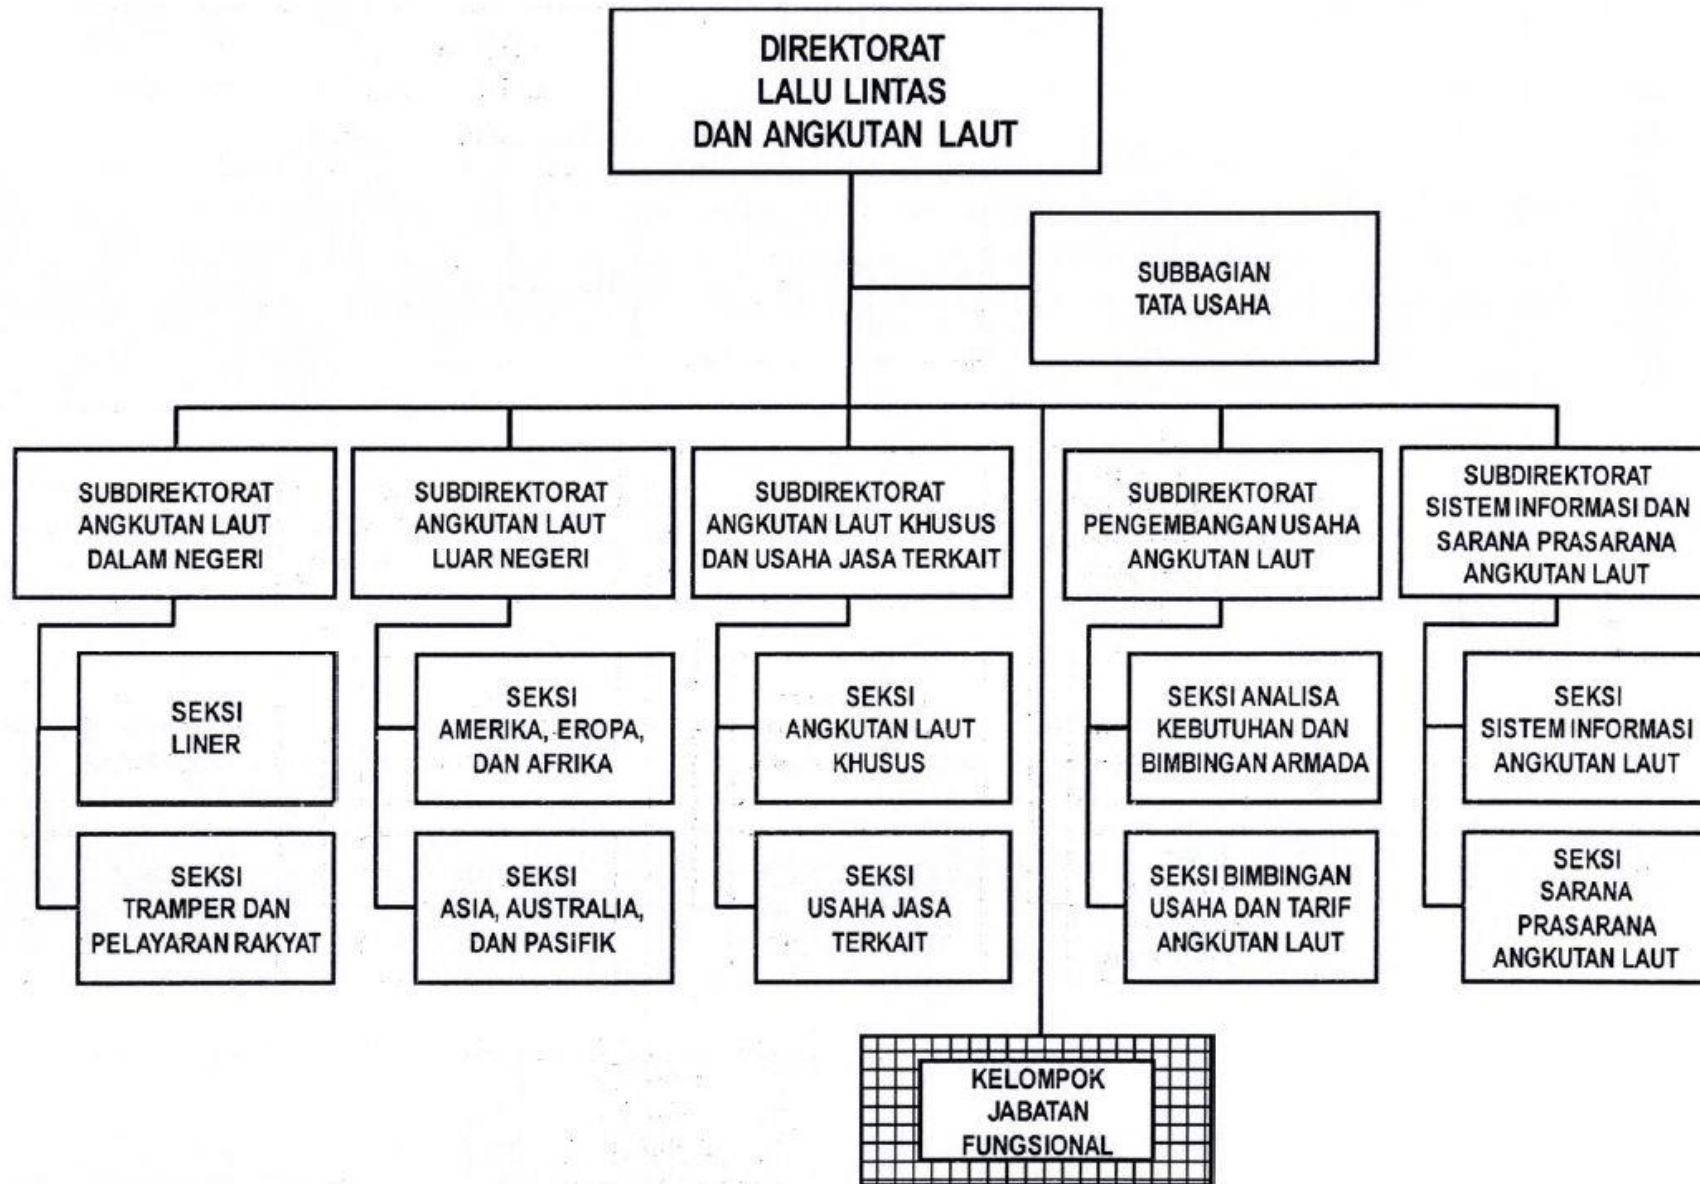 DIREKTORAT
LALU LINTAS
DAN ANGKUTAN LAUT
SUBBAGIAN
TATA USAHA
SUBDIREKTORAT
ANGKUTAN LAUT
DALAM NEGERI
SUBDIREKTORAT
ANGKUTAN LAUT
LUAR NEGERI
SUBDIREKTORAT
ANGKUTAN LAUT KHUSUS
DAN USAHA JASA TERKAIT
SUBDIREKTORAT
PENGEMBANGAN USAHA
ANGKUTAN LAUT
SUBDIREKTORAT
SISTEM INFORMASI DAN
SARANA PRASARANA
ANGKUTAN LAUT
SEKSI
LINER
SEKSI
AMERIKA, EROPA,
DAN AFRIKA
SEKSI
ANGKUTAN LAUT
KHUSUS
SEKSI ANALISA
KEBUTUHAN DAN
BIMBINGAN ARMADA
SEKSI
SISTEM INFORMASI
ANGKUTAN LAUT
SEKSI
TRAMPER DAN
PELAYARAN RAKYAT
SEKSI
ASIA, AUSTRALIA,
DAN PASIFIK
SEKSI
USAHA JASA
TERKAIT
SEKSI BIMBINGAN
USAHA DAN TARIF
ANGKUTAN LAUT
SEKSI
SARANA
PRASARANA
ANGKUTAN LAUT
KELOMPOK
JABATAN
FUNGSIONAL